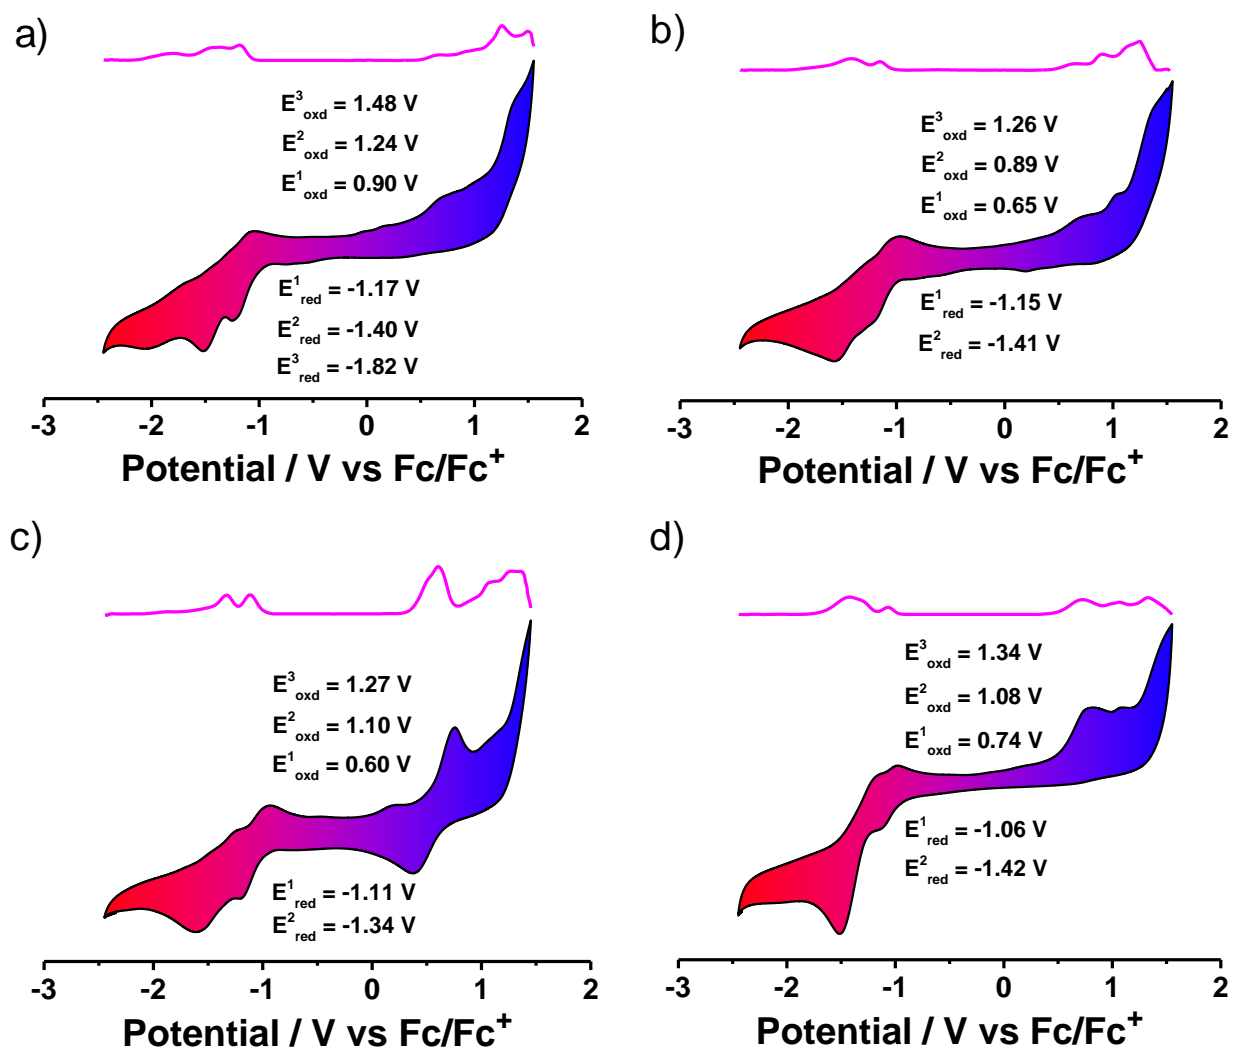 a)
E³oxd = 1.48 V
E²oxd = 1.24 V
E¹oxd = 0.90 V
E¹red = -1.17 V
E²red = -1.40 V
E³red = -1.82 V
-3 -2 -1 0 1 2
Potential / V vs Fc/Fc⁺
b)
E³oxd = 1.26 V
E²oxd = 0.89 V
E¹oxd = 0.65 V
E¹red = -1.15 V
E²red = -1.41 V
-3 -2 -1 0 1 2
Potential / V vs Fc/Fc⁺
c)
E³oxd = 1.27 V
E²oxd = 1.10 V
E¹oxd = 0.60 V
E¹red = -1.11 V
E²red = -1.34 V
-3 -2 -1 0 1 2
Potential / V vs Fc/Fc⁺
d)
E³oxd = 1.34 V
E²oxd = 1.08 V
E¹oxd = 0.74 V
E¹red = -1.06 V
E²red = -1.42 V
-3 -2 -1 0 1 2
Potential / V vs Fc/Fc⁺